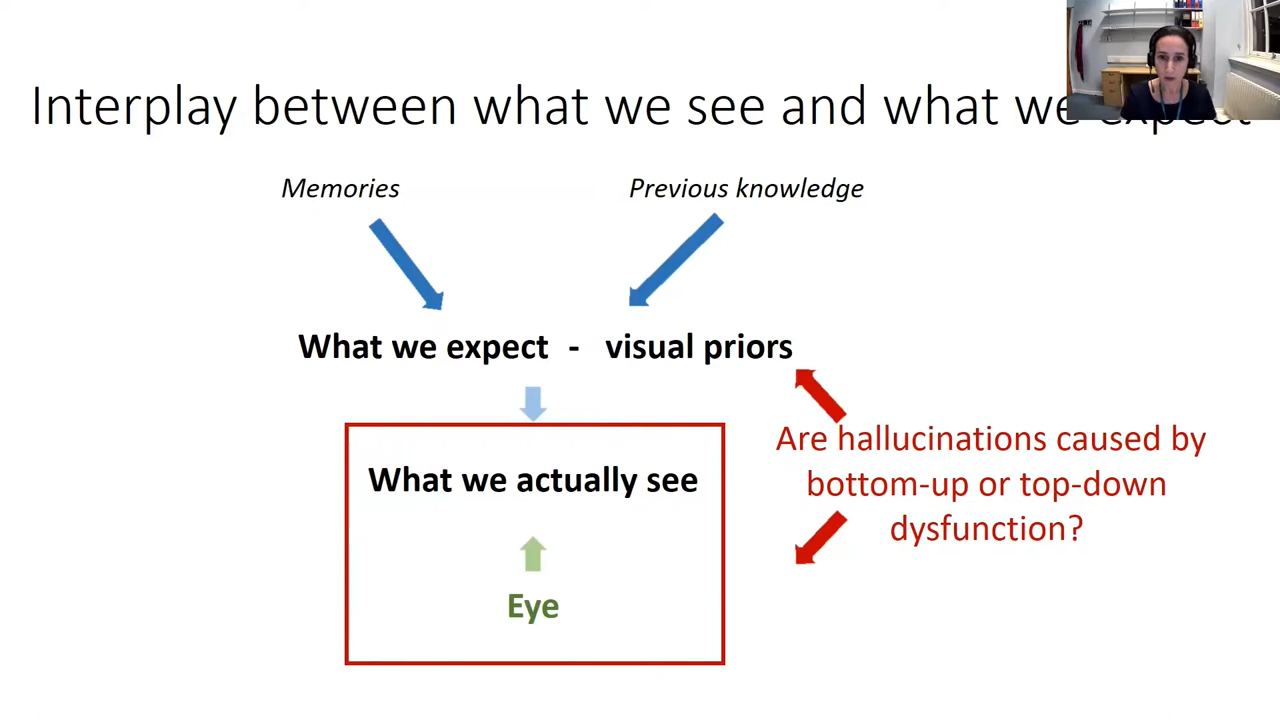 Interplay between what we see and what we expect
Memories
Previous knowledge
What we expect - visual priors
What we actually see
Eye
Are hallucinations caused by
bottom-up or top-down
dysfunction?